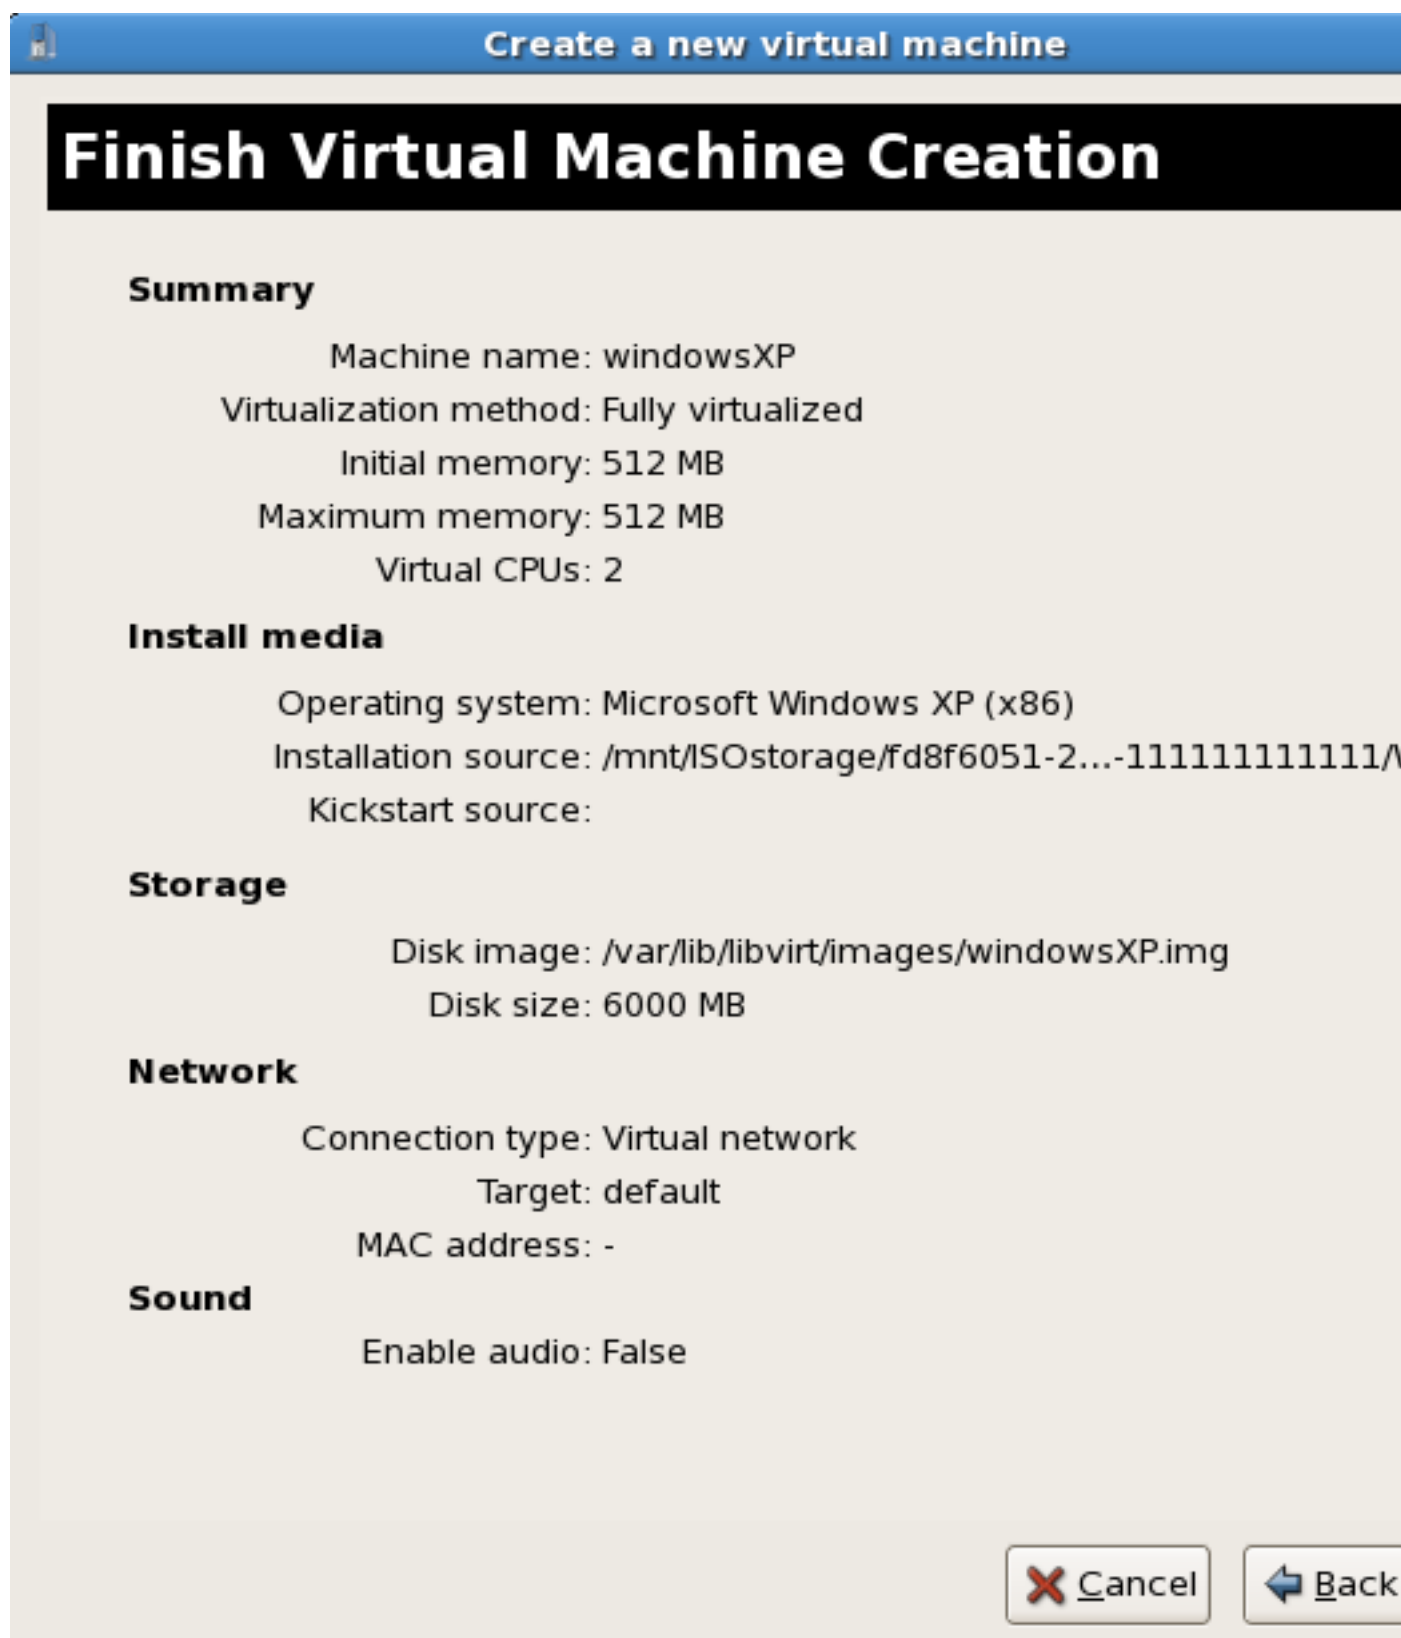 Create a new virtual machine
Finish Virtual Machine Creation
Summary
Machine name: windowsXP
Virtualization method: Fully virtualized
Initial memory: 512 MB
Maximum memory: 512 MB
Virtual CPUs: 2
Install media
Operating system: Microsoft Windows XP (x86)
Installation source: /mnt/ISOstorage/fd8f6051-2...-111111111111/
Kickstart source:
Storage
Disk image: /var/lib/libvirt/images/windowsXP.img
Disk size: 6000 MB
Network
Connection type: Virtual network
Target: default
MAC address: -
Sound
Enable audio: False
Cancel Back